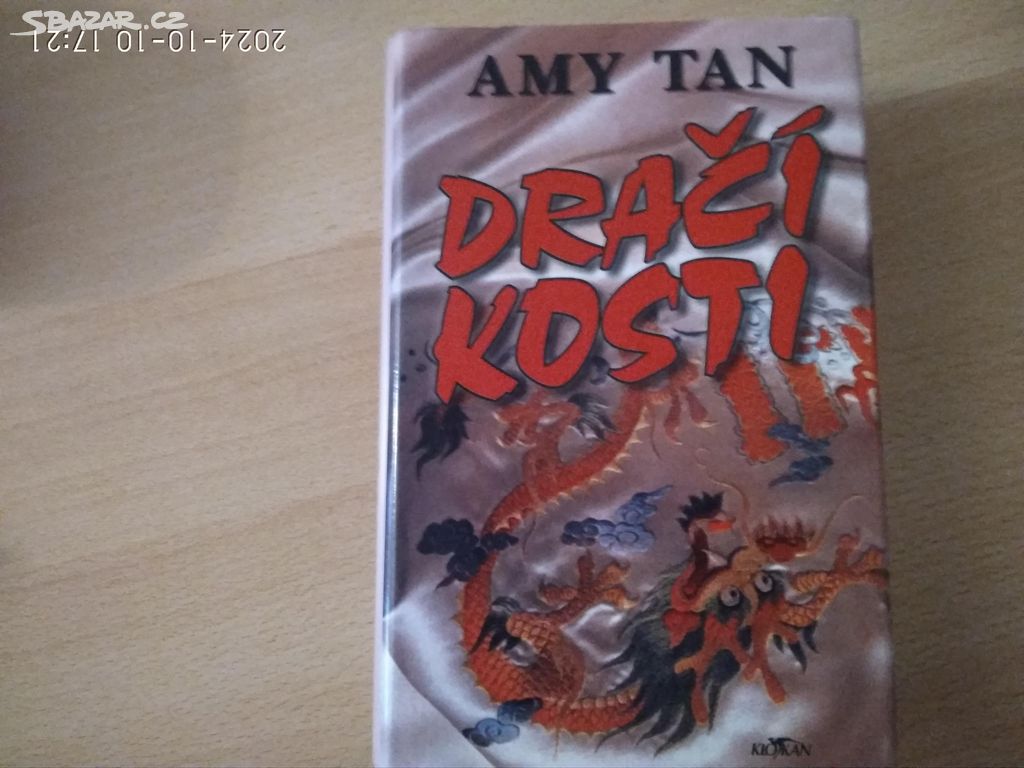 SBAZAR.CZ
2024-10-10 17:21
AMY TAN
DRAČÍ
KOSTI
KLOKAN